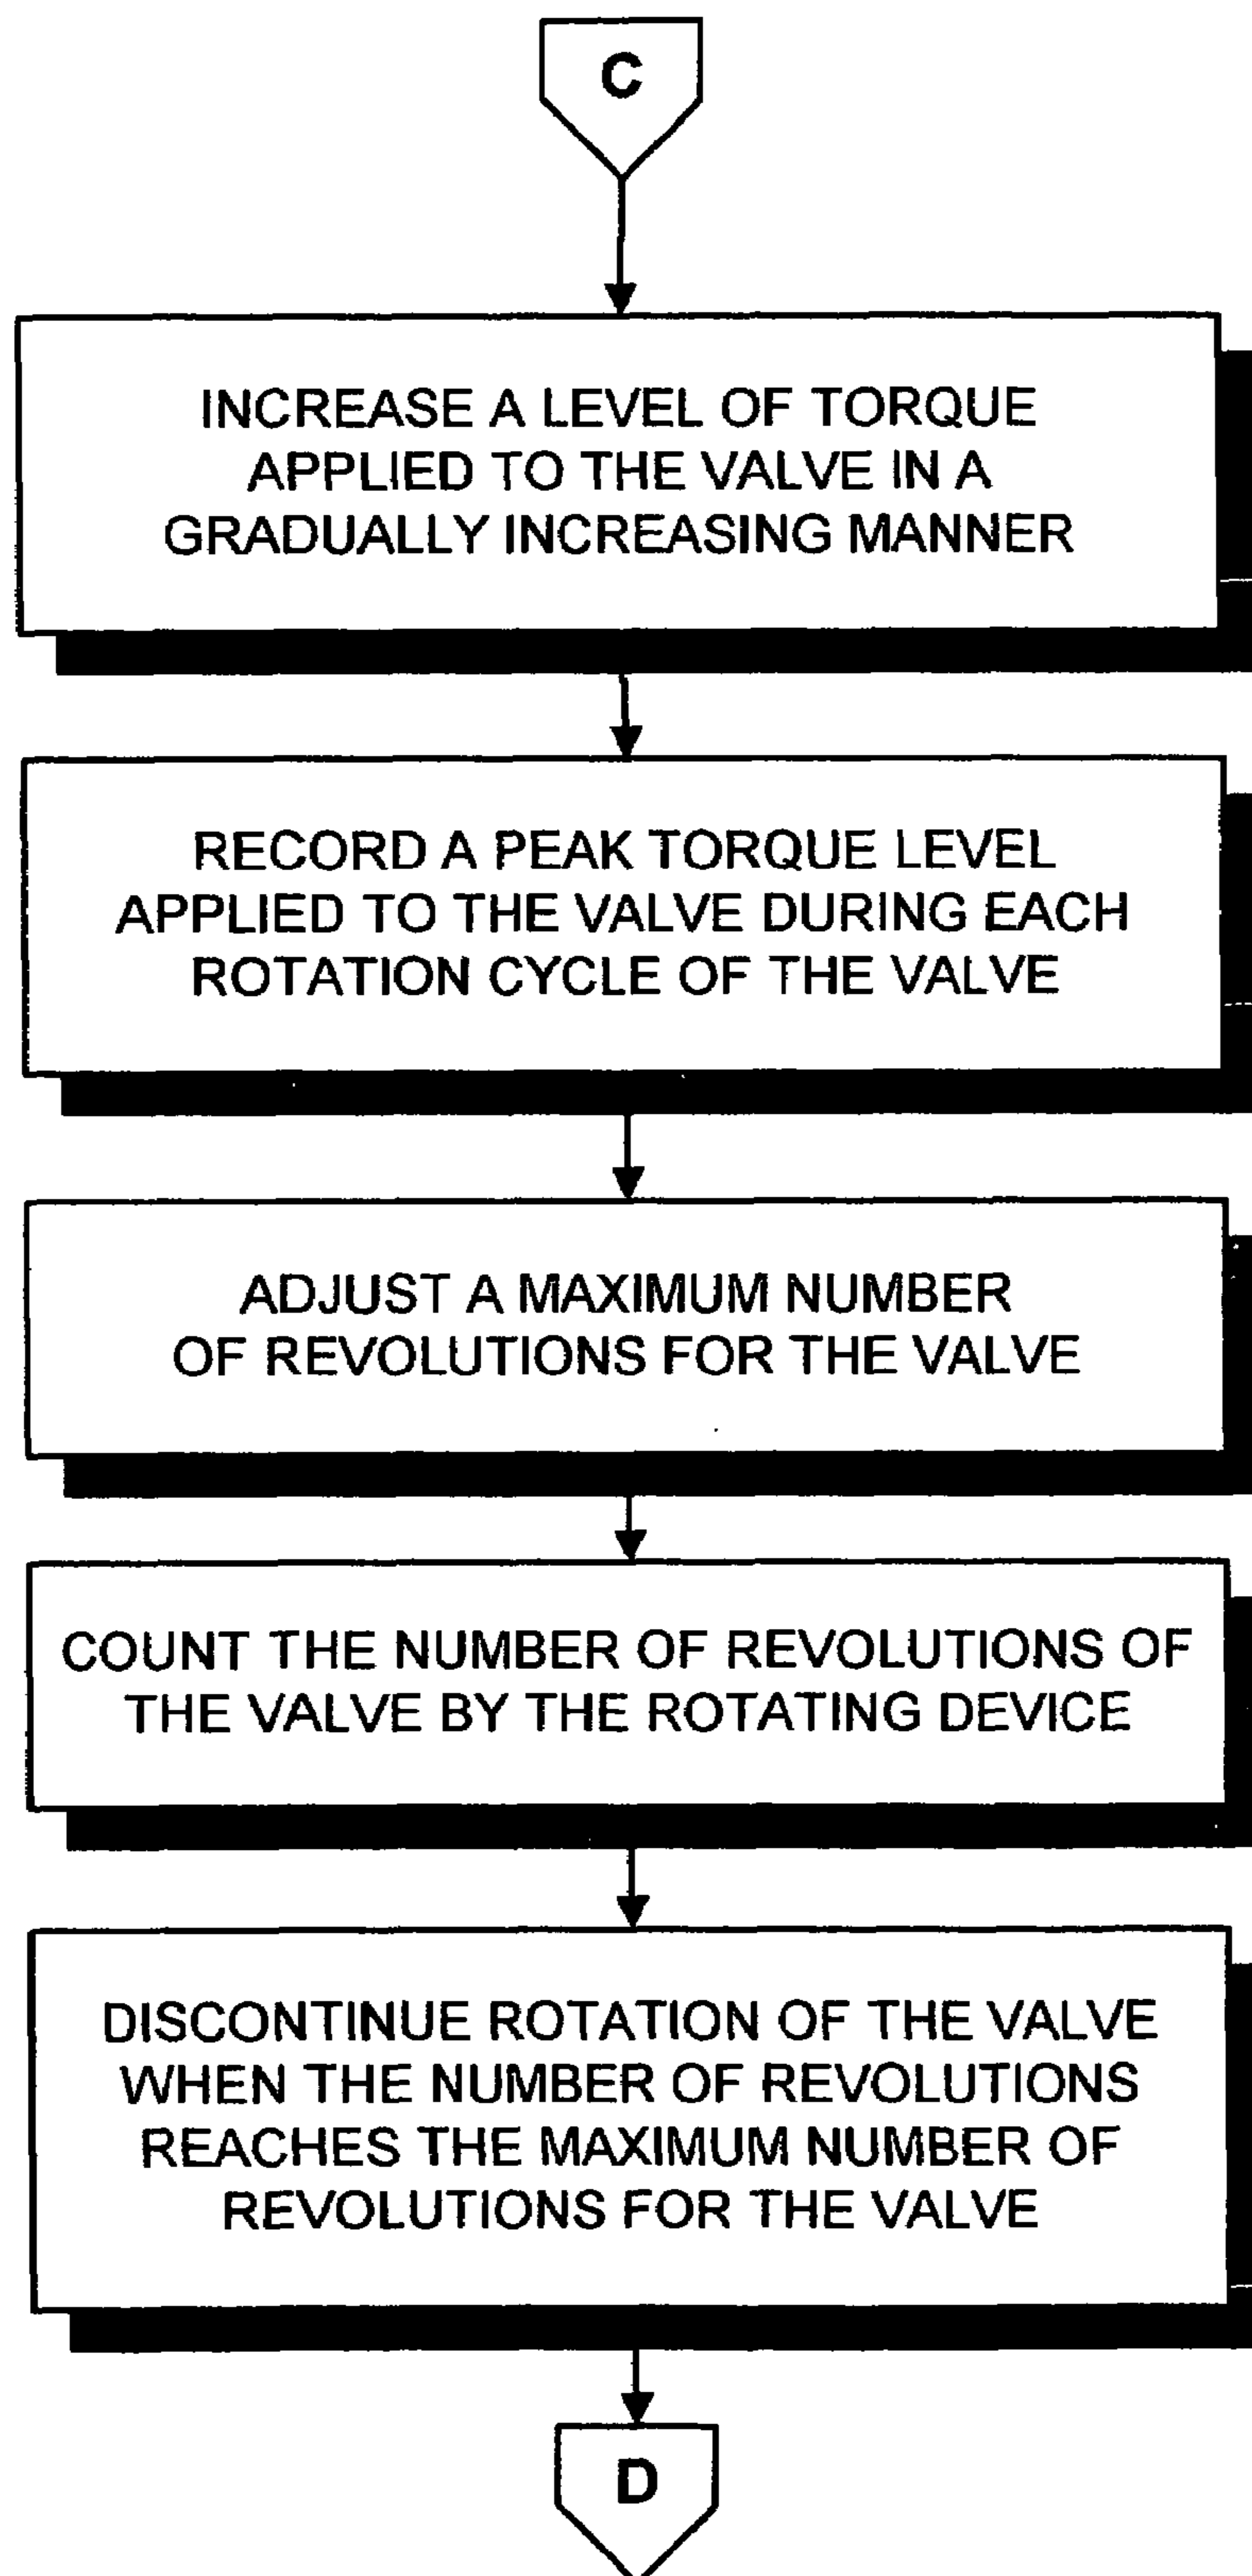 C
INCREASE A LEVEL OF TORQUE
APPLIED TO THE VALVE IN A
GRADUALLY INCREASING MANNER
RECORD A PEAK TORQUE LEVEL
APPLIED TO THE VALVE DURING EACH
ROTATION CYCLE OF THE VALVE
ADJUST A MAXIMUM NUMBER
OF REVOLUTIONS FOR THE VALVE
COUNT THE NUMBER OF REVOLUTIONS OF
THE VALVE BY THE ROTATING DEVICE
DISCONTINUE ROTATION OF THE VALVE
WHEN THE NUMBER OF REVOLUTIONS
REACHES THE MAXIMUM NUMBER OF
REVOLUTIONS FOR THE VALVE
D